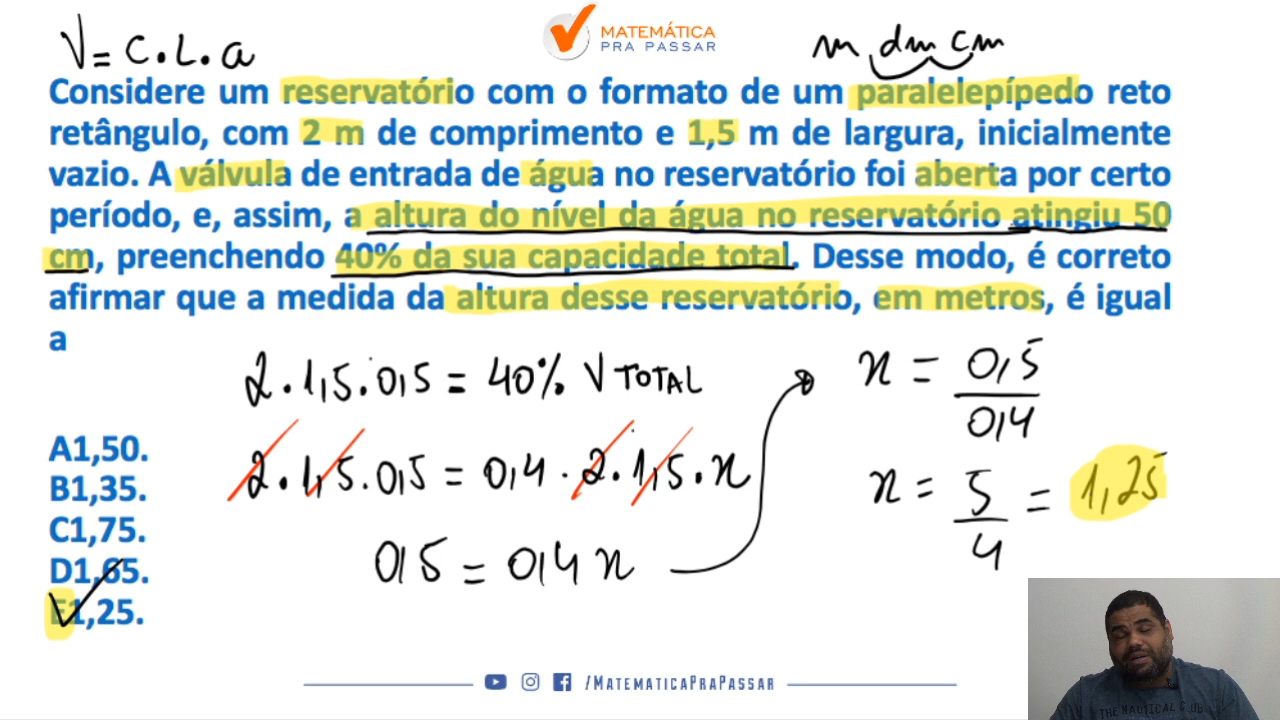 V = C.L.a
MATEMÁTICA
PRA PASSAR
m dm cm
Considere um reservatório com o formato de um paralelepípedo reto
retângulo, com 2 m de comprimento e 1,5 m de largura, inicialmente
vazio. A válvula de entrada de água no reservatório foi aberta por certo
período, e, assim, a altura do nível da água no reservatório atingiu 50
cm, preenchendo 40% da sua capacidade total. Desse modo, é correto
afirmar que a medida da altura desse reservatório, em metros, é igual
a
2.1,5.0,5 = 40% V TOTAL
2.1,5.0,5 = 0,4.2.1,5.x
0,5 = 0,4x
x = 0,5/0,4
x = 5/4 = 1,25
A1,50.
B1,35.
C1,75.
D1,65.
E1,25.
/MATEMATICAPRAPASSAR
THE NAUTICAL CLUB